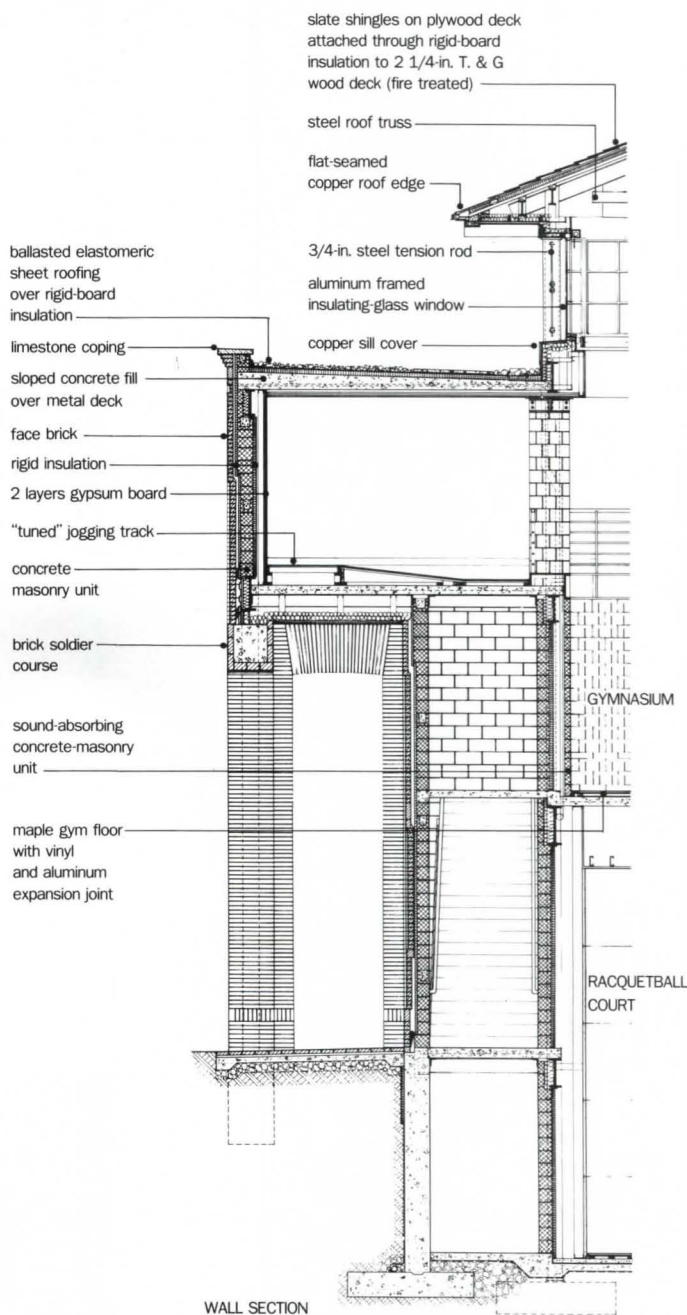 slate shingles on plywood deck
attached through rigid-board
insulation to 2 1/4-in. T. & G
wood deck (fire treated)
steel roof truss
flat-seamed
copper roof edge
3/4-in. steel tension rod
aluminum framed
insulating-glass window
copper sill cover
ballasted elastomeric
sheet roofing
over rigid-board
insulation
limestone coping
sloped concrete fill
over metal deck
face brick
rigid insulation
2 layers gypsum board
"tuned" jogging track
concrete
masonry unit
brick soldier
course
sound-absorbing
concrete-masonry
unit
maple gym floor
with vinyl
and aluminum
expansion joint
GYMNASIUM
RACQUETBALL
COURT
WALL SECTION